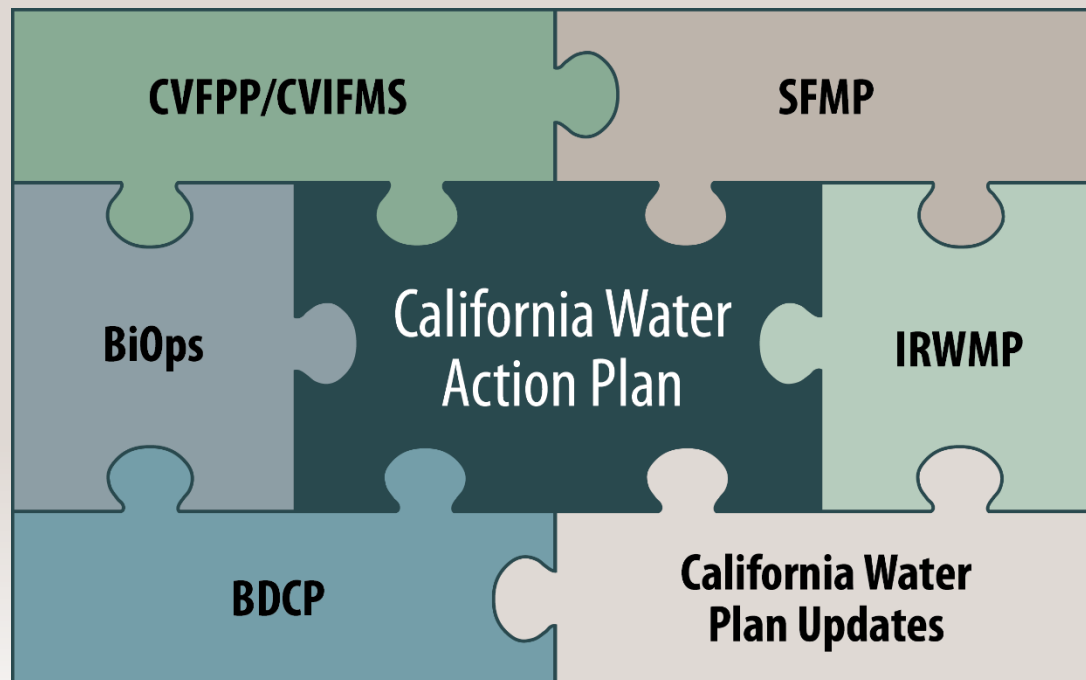 CVFPP/CVIFMS
SFMP
BiOps
California Water
Action Plan
IRWMP
BDCP
California Water
Plan Updates